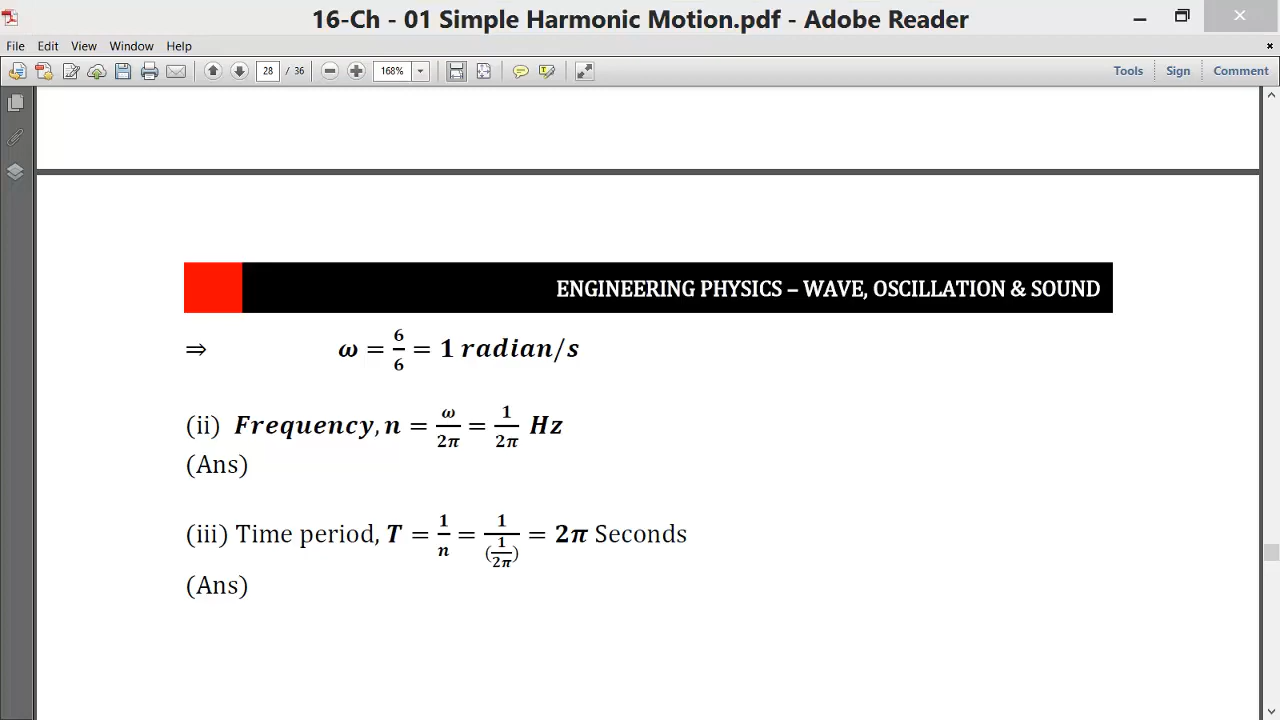 16-Ch - 01 Simple Harmonic Motion.pdf - Adobe Reader
File Edit View Window Help
28 / 36 168% Tools Sign Comment
ENGINEERING PHYSICS – WAVE, OSCILLATION & SOUND
⇒ ω = 6/6 = 1 radian/s
(ii) Frequency, n = ω/2π = 1/2π Hz
(Ans)
(iii) Time period, T = 1/n = 1/(1/2π) = 2π Seconds
(Ans)